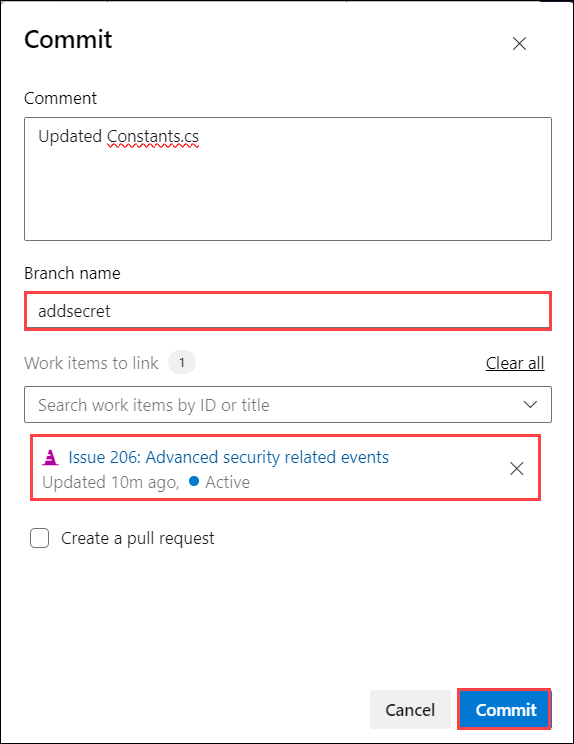 Commit
Comment
Updated Constants.cs
Branch name
addsecret
Work items to link 1 Clear all
Search work items by ID or title
Issue 206: Advanced security related events
Updated 10m ago, Active
Create a pull request
Cancel Commit